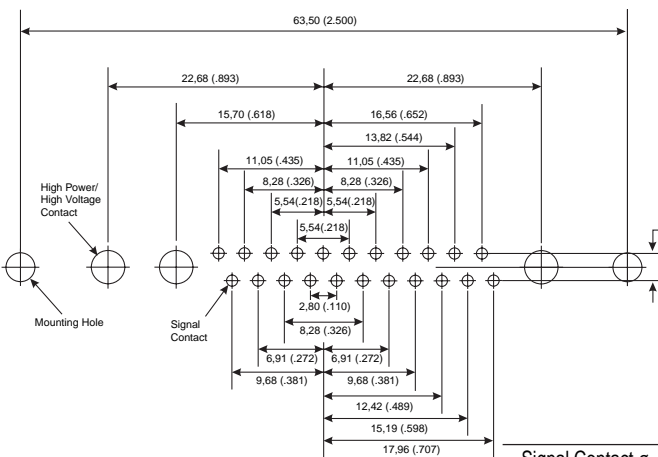 63,50 (2.500)
22,68 (.893) 22,68 (.893)
15,70 (.618) 16,56 (.652)
13,82 (.544)
11,05 (.435) 11,05 (.435)
8,28 (.326) 8,28 (.326)
5,54(.218) 5,54(.218)
5,54(.218)
High Power/
High Voltage
Contact
Mounting Hole
Signal
Contact
2,80 (.110)
8,28 (.326)
6,91 (.272) 6,91 (.272)
9,68 (.381) 9,68 (.381)
12,42 (.489)
15,19 (.598)
17,96 (.707)